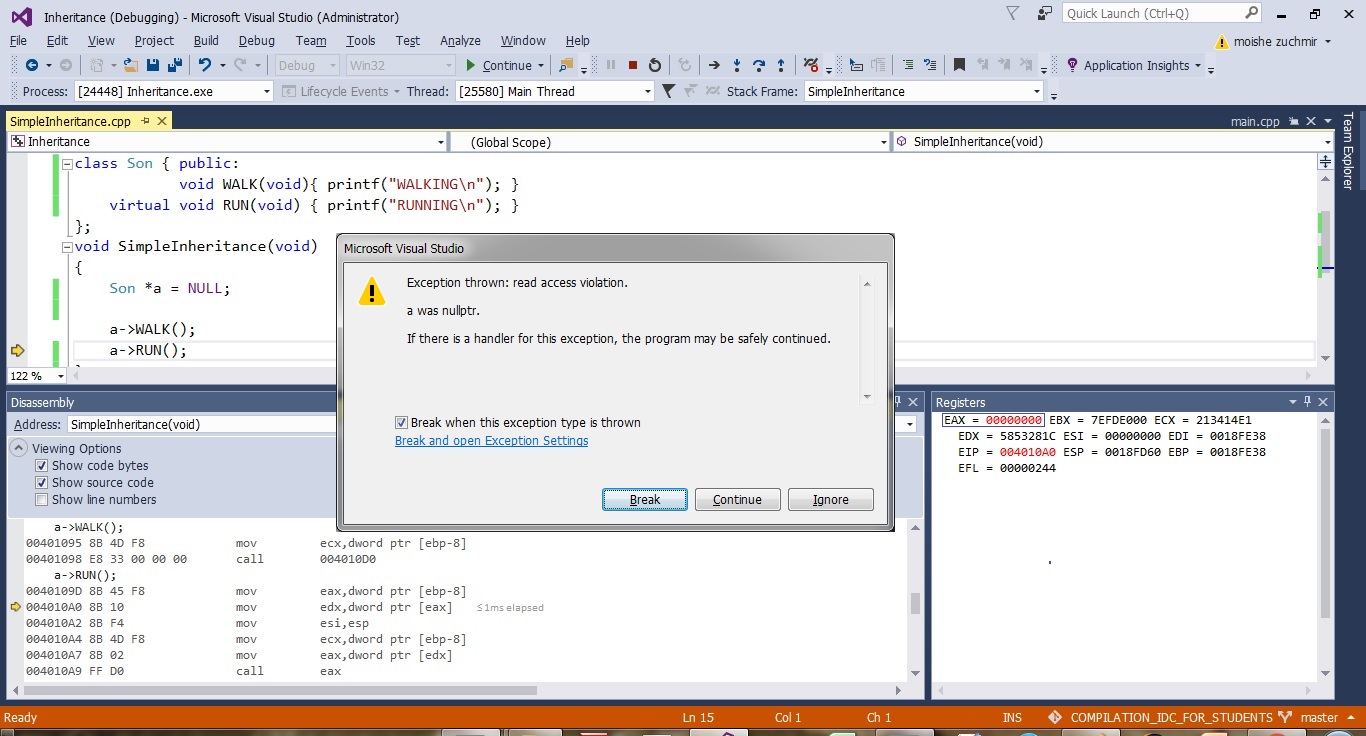 Inheritance (Debugging) - Microsoft Visual Studio (Administrator)
Quick Launch (Ctrl+Q)
File Edit View Project Build Debug Team Tools Test Analyze Window Help
moishe zuchmir
Debug Win32 Continue Application Insights
Process: [24448] Inheritance.exe Lifecycle Events Thread: [25580] Main Thread Stack Frame: SimpleInheritance
SimpleInheritance.cpp main.cpp
Team Explorer
Inheritance (Global Scope) SimpleInheritance(void)
class Son { public:
void WALK(void){ printf("WALKING\n"); }
virtual void RUN(void) { printf("RUNNING\n"); }
};
void SimpleInheritance(void)
{
Son *a = NULL;
a->WALK();
a->RUN();
122 %
Microsoft Visual Studio
Exception thrown: read access violation.
a was nullptr.
If there is a handler for this exception, the program may be safely continued.
Break when this exception type is thrown
Break and open Exception Settings
Break Continue Ignore
Disassembly
Address: SimpleInheritance(void)
Viewing Options
Show code bytes
Show source code
Show line numbers
a->WALK();
00401095 8B 4D F8 mov ecx,dword ptr [ebp-8]
00401098 E8 33 00 00 00 call 004010D0
a->RUN();
0040109D 8B 45 F8 mov eax,dword ptr [ebp-8]
004010A0 8B 10 mov edx,dword ptr [eax] ≤1ms elapsed
004010A2 8B F4 mov esi,esp
004010A4 8B 4D F8 mov ecx,dword ptr [ebp-8]
004010A7 8B 02 mov eax,dword ptr [edx]
004010A9 FF D0 call eax
Registers
EAX = 00000000 EBX = 7EFDE000 ECX = 213414E1
EDX = 5853281C ESI = 00000000 EDI = 0018FE38
EIP = 004010A0 ESP = 0018FD60 EBP = 0018FE38
EFL = 00000244
Ready Ln 15 Col 1 Ch 1 INS COMPILATION_IDC_FOR_STUDENTS master